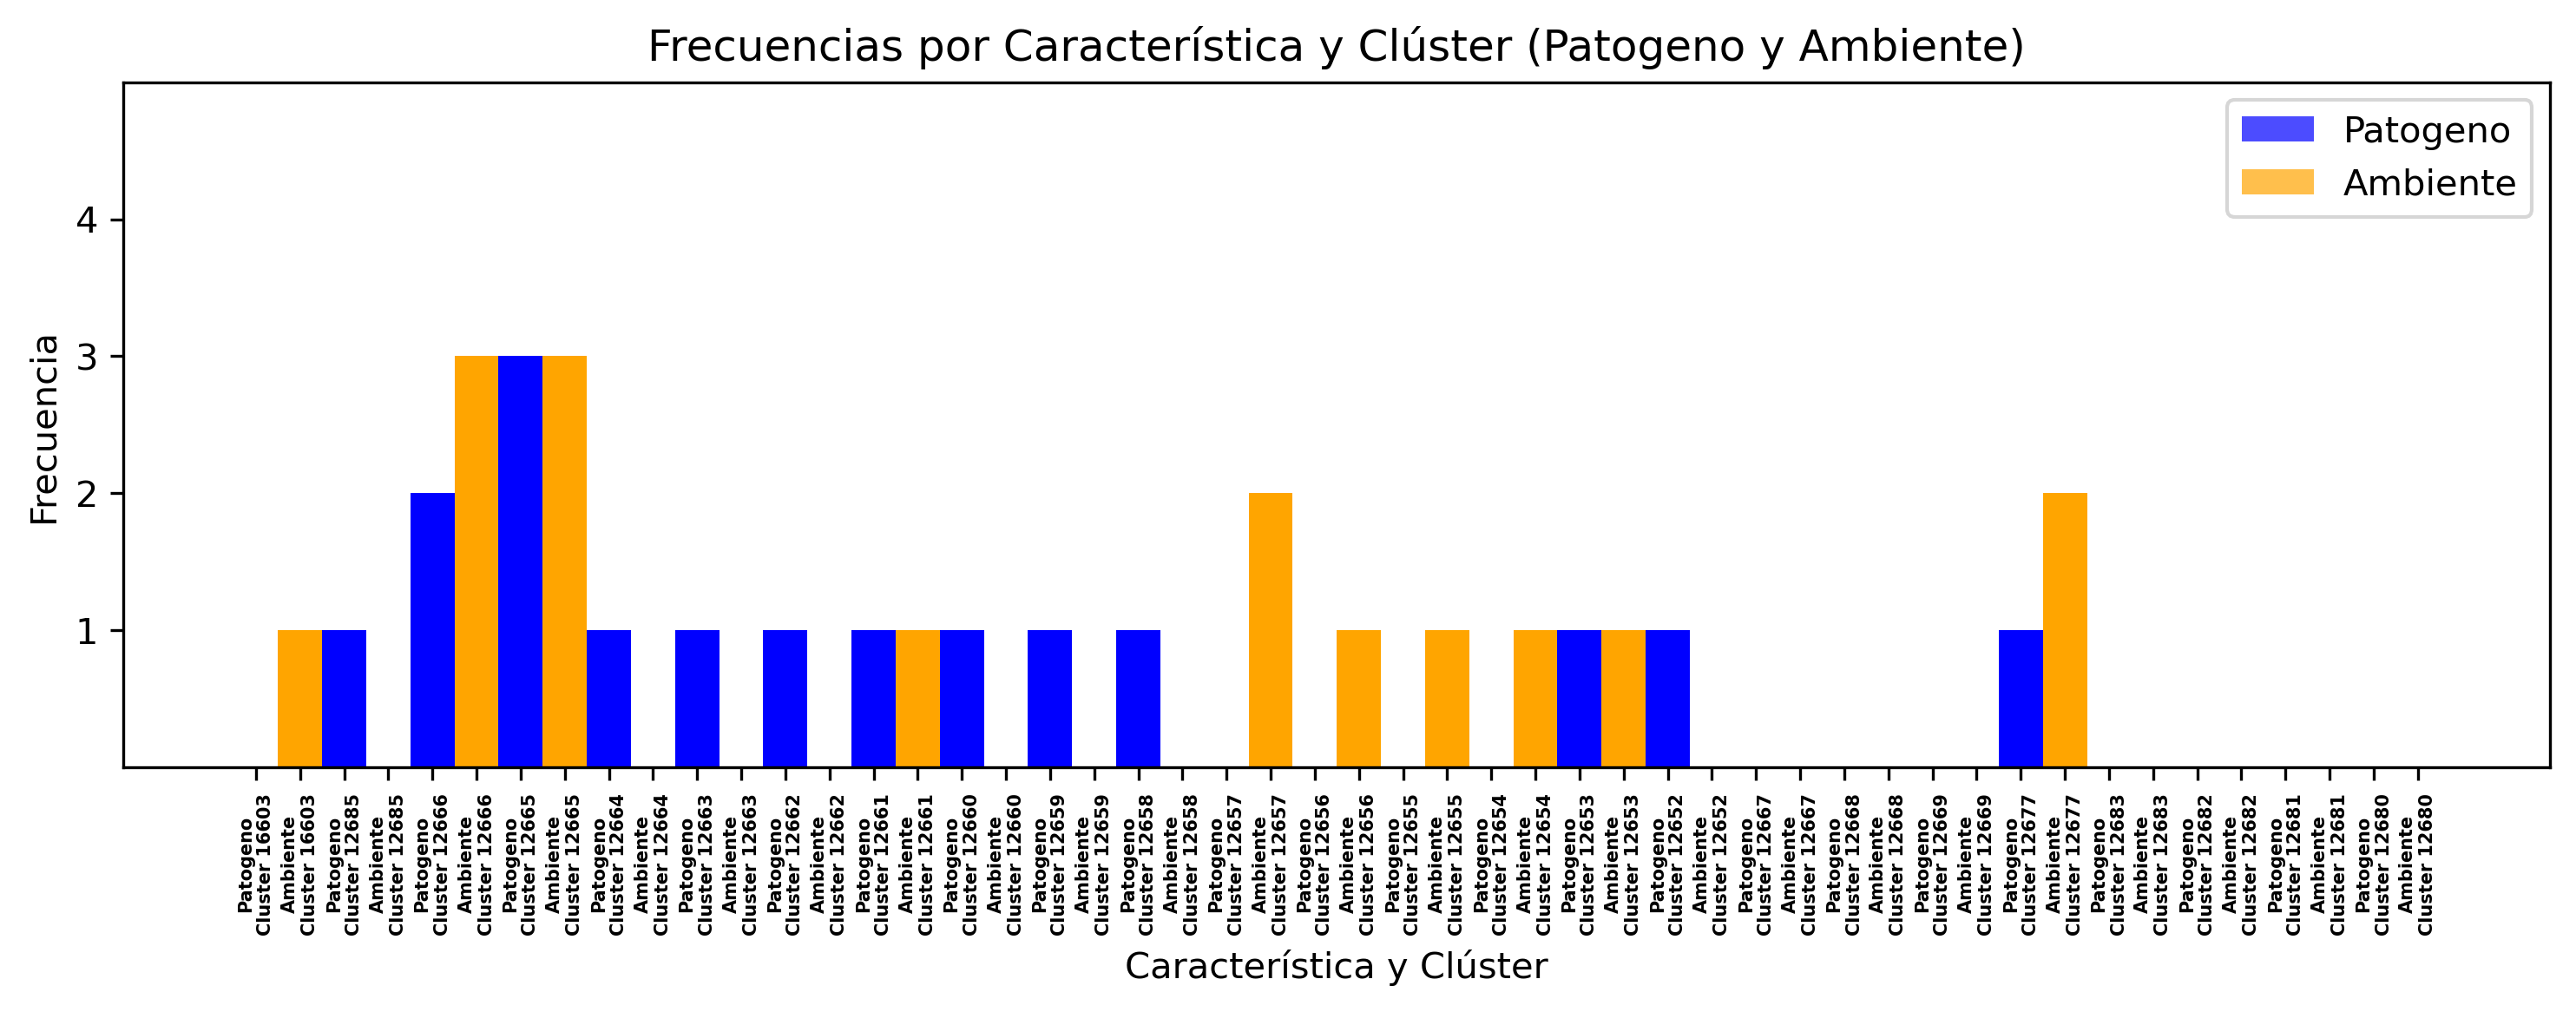 Frecuencias por Característica y Clúster (Patogeno y Ambiente)
Patogeno
Ambiente
4
3
2
1
Frecuencia
Patogeno
Cluster 16603
Ambiente
Cluster 16603
Patogeno
Cluster 12685
Ambiente
Cluster 12685
Patogeno
Cluster 12666
Ambiente
Cluster 12666
Patogeno
Cluster 12665
Ambiente
Cluster 12665
Patogeno
Cluster 12664
Ambiente
Cluster 12664
Patogeno
Cluster 12663
Ambiente
Cluster 12663
Patogeno
Cluster 12662
Ambiente
Cluster 12662
Patogeno
Cluster 12661
Ambiente
Cluster 12661
Patogeno
Cluster 12660
Ambiente
Cluster 12660
Patogeno
Cluster 12659
Ambiente
Cluster 12659
Patogeno
Cluster 12658
Ambiente
Cluster 12658
Patogeno
Cluster 12657
Ambiente
Cluster 12657
Patogeno
Cluster 12656
Ambiente
Cluster 12656
Patogeno
Cluster 12655
Ambiente
Cluster 12655
Patogeno
Cluster 12654
Ambiente
Cluster 12654
Patogeno
Cluster 12653
Ambiente
Cluster 12653
Patogeno
Cluster 12652
Ambiente
Cluster 12652
Patogeno
Cluster 12667
Ambiente
Cluster 12667
Patogeno
Cluster 12668
Ambiente
Cluster 12668
Patogeno
Cluster 12669
Ambiente
Cluster 12669
Patogeno
Cluster 12677
Ambiente
Cluster 12677
Patogeno
Cluster 12683
Ambiente
Cluster 12683
Patogeno
Cluster 12682
Ambiente
Cluster 12682
Patogeno
Cluster 12681
Ambiente
Cluster 12681
Patogeno
Cluster 12680
Ambiente
Cluster 12680
Característica y Clúster